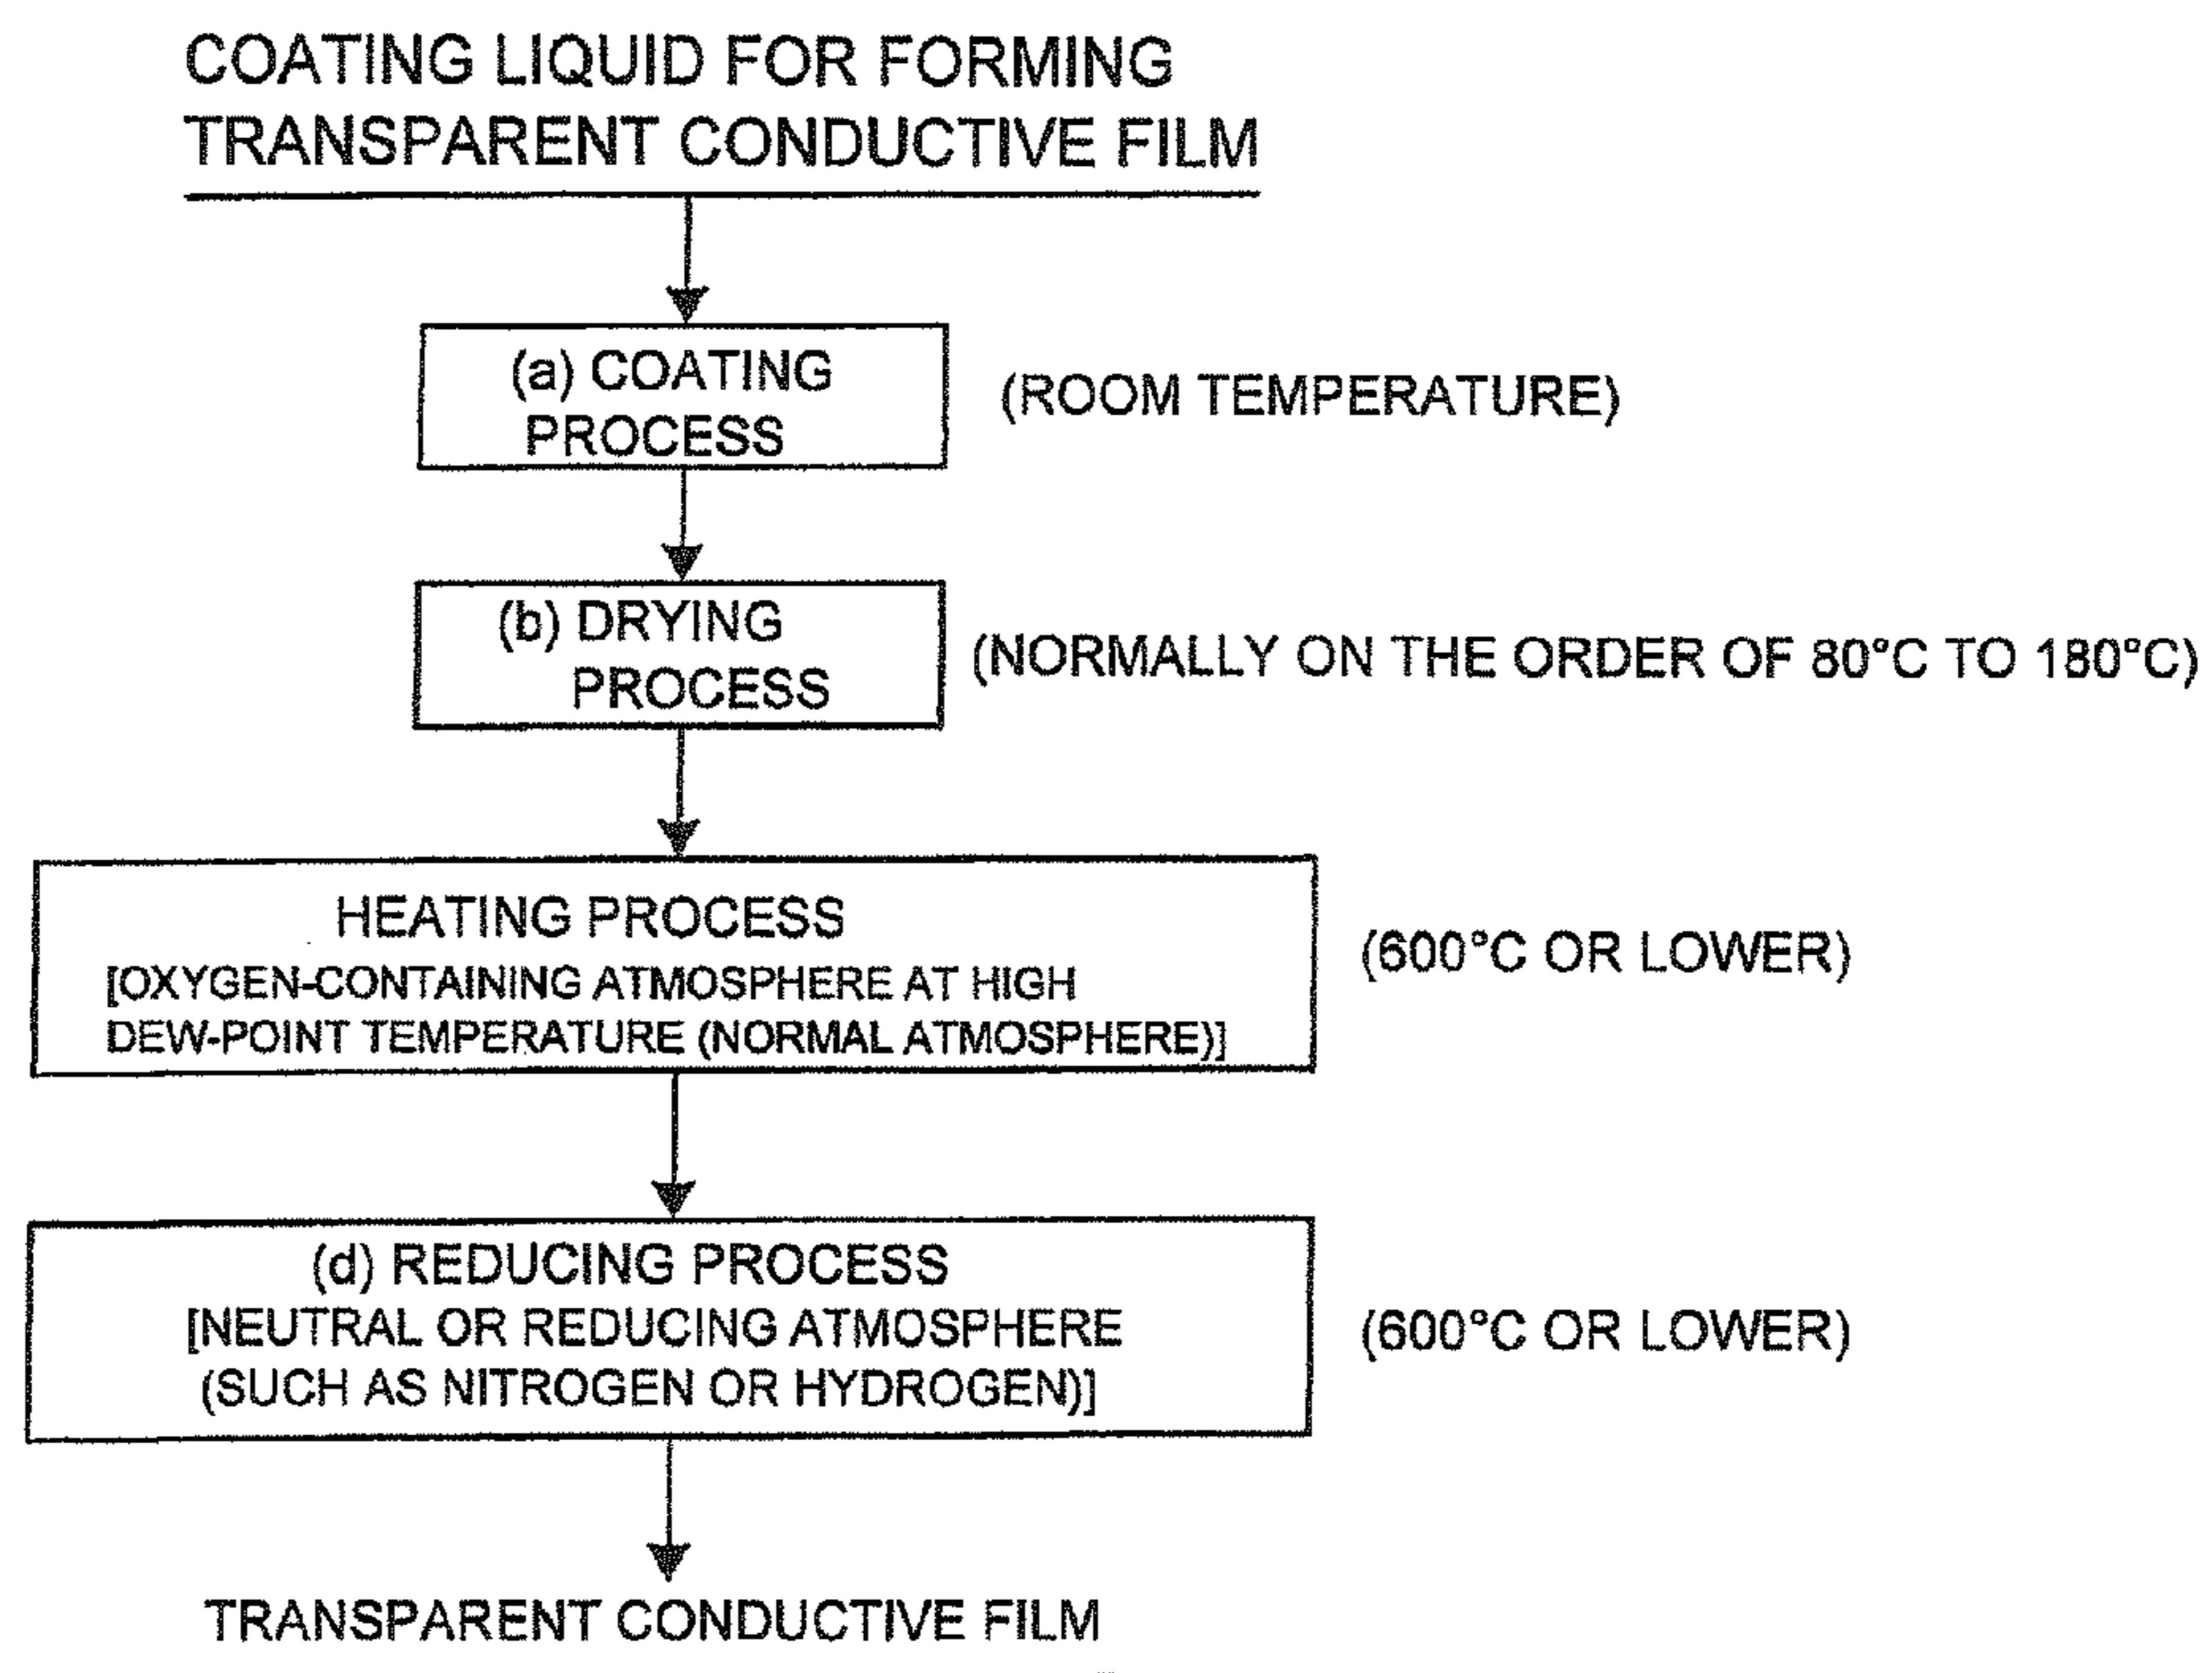 COATING LIQUID FOR FORMING
TRANSPARENT CONDUCTIVE FILM
(a) COATING
PROCESS
(ROOM TEMPERATURE)
(b) DRYING
PROCESS
(NORMALLY ON THE ORDER OF 80°C TO 180°C)
HEATING PROCESS
[OXYGEN-CONTAINING ATMOSPHERE AT HIGH
DEW-POINT TEMPERATURE (NORMAL ATMOSPHERE)]
(600°C OR LOWER)
(d) REDUCING PROCESS
[NEUTRAL OR REDUCING ATMOSPHERE
(SUCH AS NITROGEN OR HYDROGEN)]
(600°C OR LOWER)
TRANSPARENT CONDUCTIVE FILM